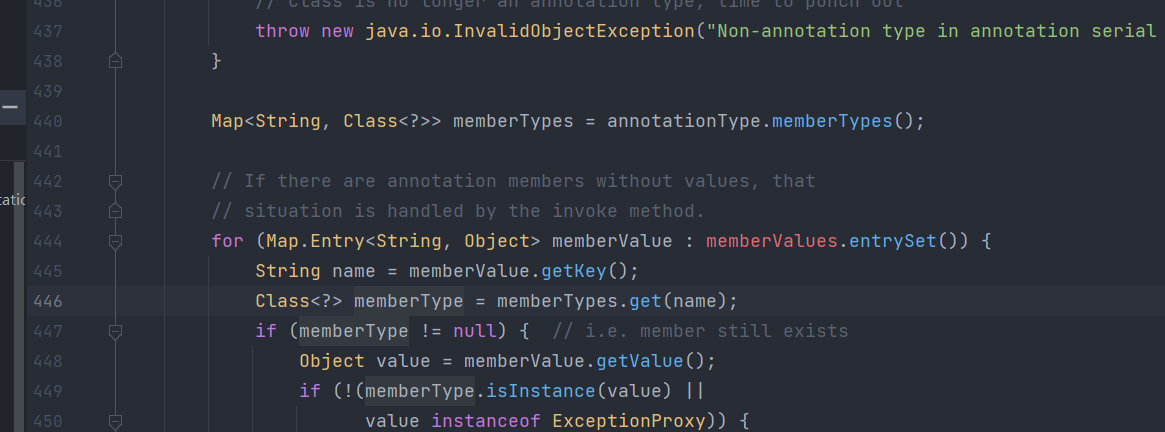 436 // class is no longer an annotation type; time to punch out
437 throw new java.io.InvalidObjectException("Non-annotation type in annotation serial
438 }
439
440 Map<String, Class<?>> memberTypes = annotationType.memberTypes();
441
442 // If there are annotation members without values, that
443 // situation is handled by the invoke method.
444 for (Map.Entry<String, Object> memberValue : memberValues.entrySet()) {
445 String name = memberValue.getKey();
446 Class<?> memberType = memberTypes.get(name);
447 if (memberType != null) {  // i.e. member still exists
448 Object value = memberValue.getValue();
449 if (!(memberType.isInstance(value) ||
450 value instanceof ExceptionProxy)) {